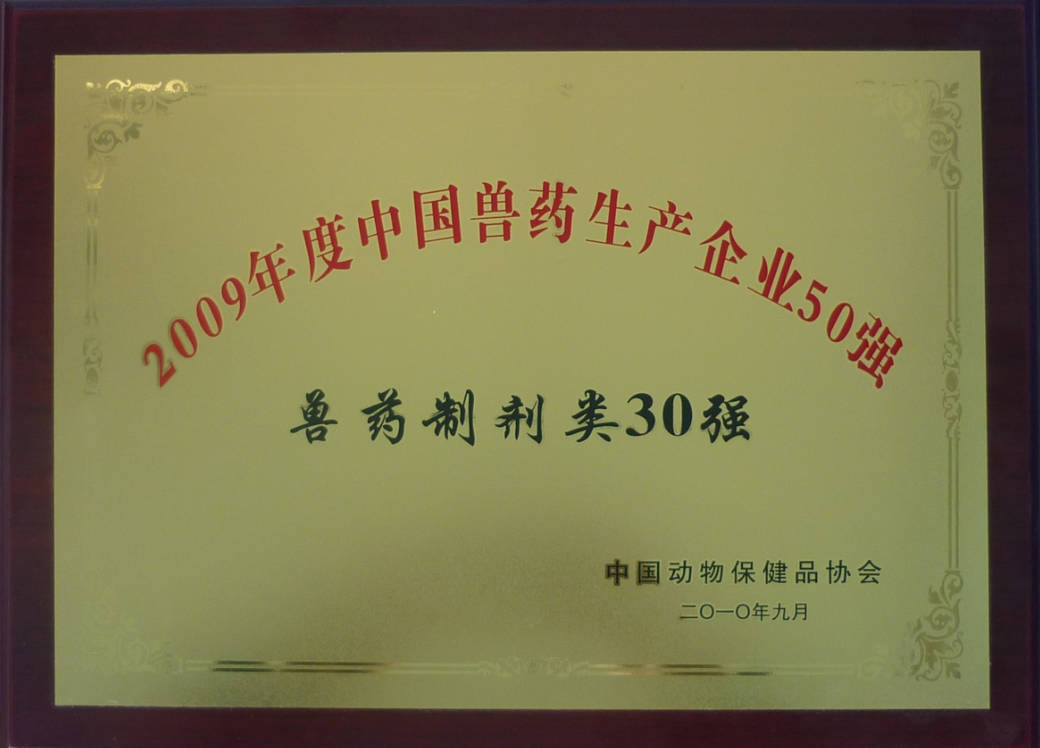 2009年度中国兽药生产企业50强
兽药制剂类30强
中国动物保健品协会
二〇一〇年九月